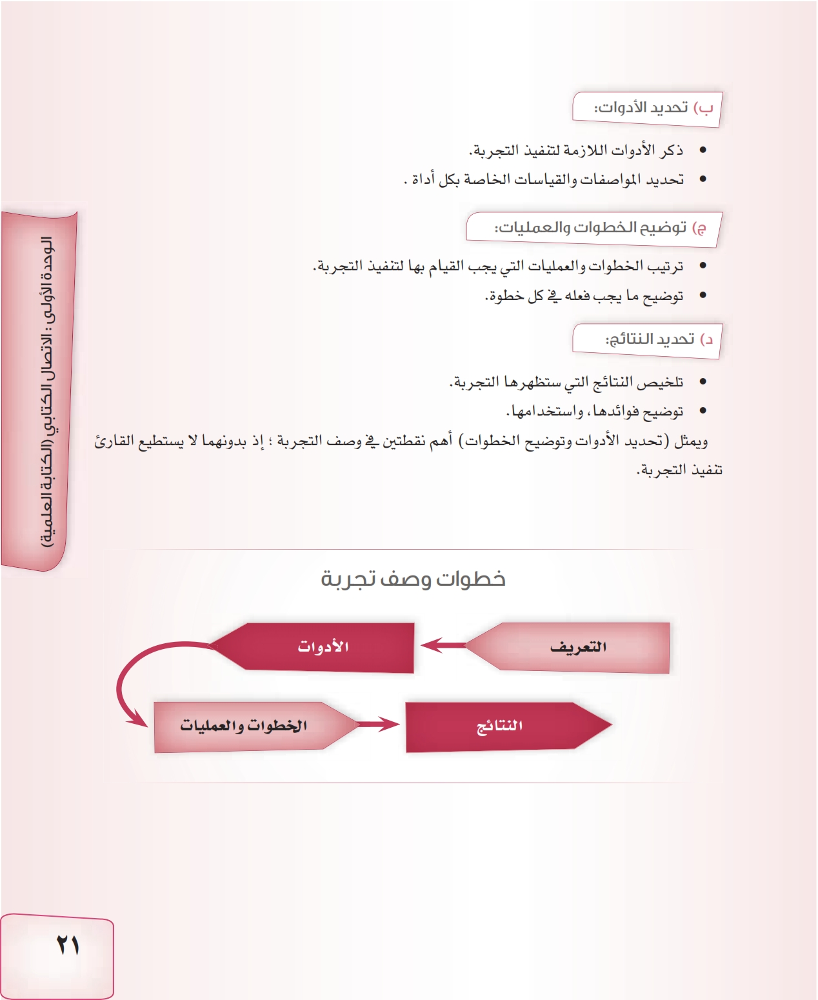 ب) تحديد الأدوات:
• ذكر الأدوات اللازمة لتنفيذ التجربة.
• تحديد المواصفات والقياسات الخاصة بكل أداة .
ج) توضيح الخطوات والعمليات:
• ترتيب الخطوات والعمليات التي يجب القيام بها لتنفيذ التجربة.
• توضيح ما يجب فعله في كل خطوة.
د) تحديد النتائج:
• تلخيص النتائج التي ستظهرها التجربة.
• توضيح فوائدها، واستخدامها.
ويمثل (تحديد الأدوات وتوضيح الخطوات) أهم نقطتين في وصف التجربة ؛ إذ بدونهما لا يستطيع القارئ
تنفيذ التجربة.
خطوات وصف تجربة
التعريف
الأدوات
الخطوات والعمليات
النتائج
الوحدة الأولى : الاتصال الكتابي (الكتابة العلمية)
٢١